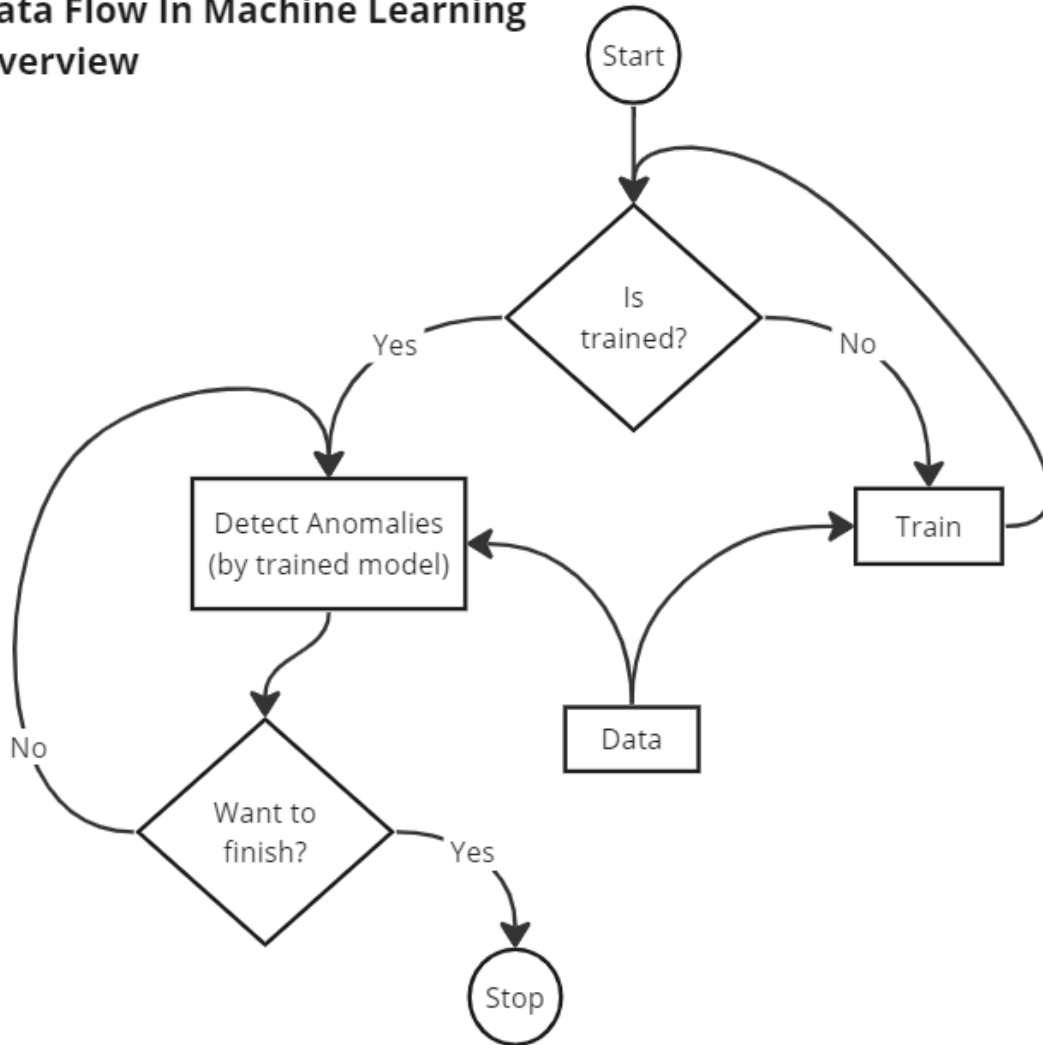 ata Flow In Machine Learning
verview
Start
Is
trained?
Yes
No
Detect Anomalies
(by trained model)
Train
Data
No
Want to
finish?
Yes
Stop